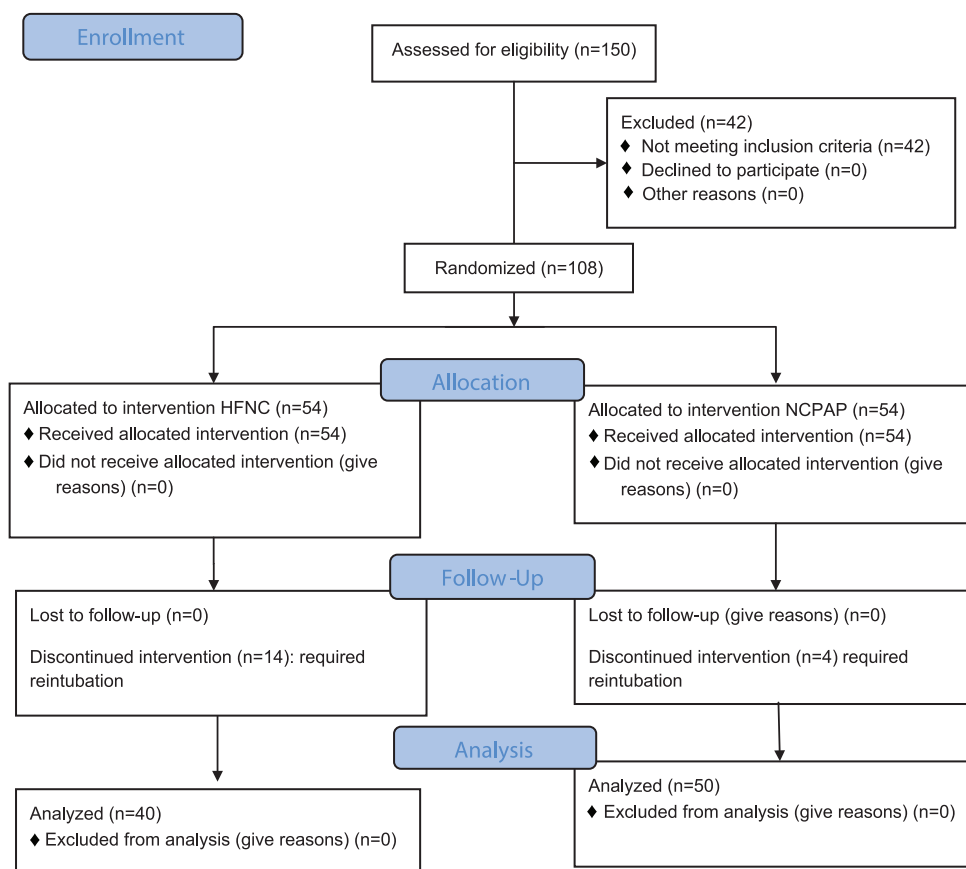 Enrollment
Assessed for eligibility (n=150)
Excluded (n=42)
♦ Not meeting inclusion criteria (n=42)
♦ Declined to participate (n=0)
♦ Other reasons (n=0)
Randomized (n=108)
Allocation
Allocated to intervention HFNC (n=54)
♦ Received allocated intervention (n=54)
♦ Did not receive allocated intervention (give
reasons) (n=0)
Allocated to intervention NCPAP (n=54)
♦ Received allocated intervention (n=54)
♦ Did not receive allocated intervention (give
reasons) (n=0)
Follow-Up
Lost to follow-up (n=0)
Discontinued intervention (n=14): required
reintubation
Lost to follow-up (give reasons) (n=0)
Discontinued intervention (n=4) required
reintubation
Analysis
Analyzed (n=40)
♦ Excluded from analysis (give reasons) (n=0)
Analyzed (n=50)
♦ Excluded from analysis (give reasons) (n=0)